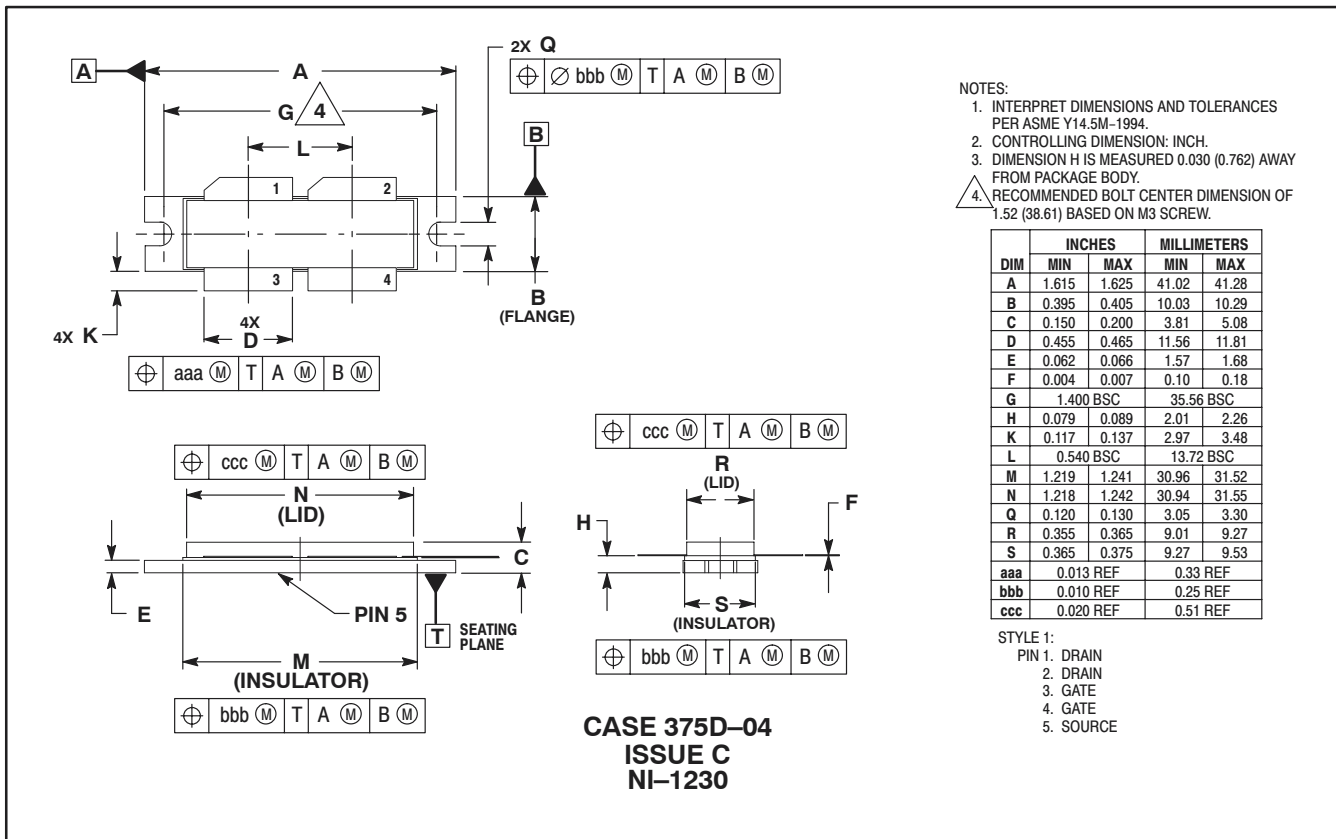 2X Q
⌖ | ∅ bbb Ⓜ | T | A Ⓜ | B Ⓜ
A
A
G 4
L
B
1
2
3
4
B
(FLANGE)
4X K
4X
D
⌖ | aaa Ⓜ | T | A Ⓜ | B Ⓜ
⌖ | ccc Ⓜ | T | A Ⓜ | B Ⓜ
N
(LID)
C
E
PIN 5
T SEATING
PLANE
M
(INSULATOR)
⌖ | bbb Ⓜ | T | A Ⓜ | B Ⓜ
⌖ | ccc Ⓜ | T | A Ⓜ | B Ⓜ
R
(LID)
F
H
S
(INSULATOR)
⌖ | bbb Ⓜ | T | A Ⓜ | B Ⓜ
CASE 375D–04
ISSUE C
NI–1230
NOTES:
1. INTERPRET DIMENSIONS AND TOLERANCES
PER ASME Y14.5M–1994.
2. CONTROLLING DIMENSION: INCH.
3. DIMENSION H IS MEASURED 0.030 (0.762) AWAY
FROM PACKAGE BODY.
4. RECOMMENDED BOLT CENTER DIMENSION OF
1.52 (38.61) BASED ON M3 SCREW.
INCHES MILLIMETERS
DIM MIN MAX MIN MAX
A 1.615 1.625 41.02 41.28
B 0.395 0.405 10.03 10.29
C 0.150 0.200 3.81 5.08
D 0.455 0.465 11.56 11.81
E 0.062 0.066 1.57 1.68
F 0.004 0.007 0.10 0.18
G 1.400 BSC 35.56 BSC
H 0.079 0.089 2.01 2.26
K 0.117 0.137 2.97 3.48
L 0.540 BSC 13.72 BSC
M 1.219 1.241 30.96 31.52
N 1.218 1.242 30.94 31.55
Q 0.120 0.130 3.05 3.30
R 0.355 0.365 9.01 9.27
S 0.365 0.375 9.27 9.53
aaa 0.013 REF 0.33 REF
bbb 0.010 REF 0.25 REF
ccc 0.020 REF 0.51 REF
STYLE 1:
PIN 1. DRAIN
2. DRAIN
3. GATE
4. GATE
5. SOURCE